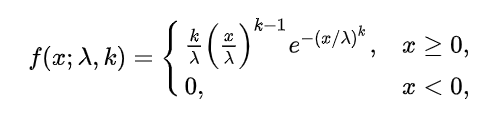 f(x; λ, k) = { k/λ (x/λ)^{k−1} e^{−(x/λ)^k}, x ≥ 0,
0, x < 0,